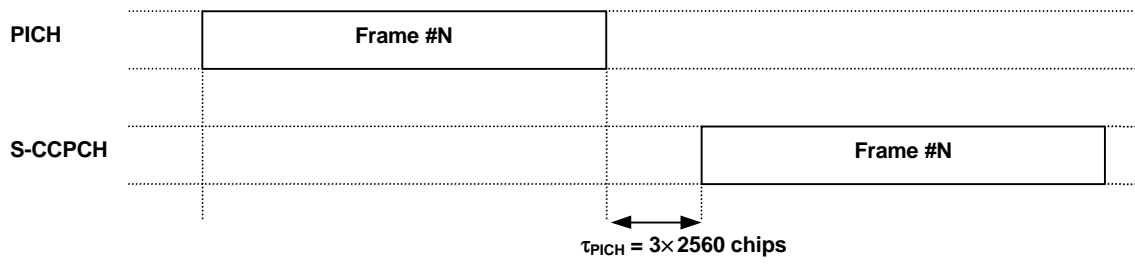 PICH
Frame #N
S-CCPCH
Frame #N
τPICH = 3×2560 chips